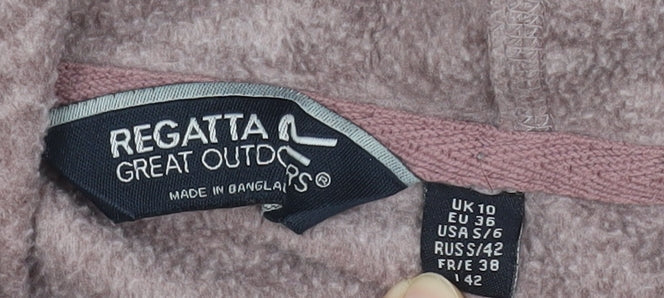 REGATTA
GREAT OUTDO RS®
MADE IN BANGLA
UK 10
EU 36
USA S/6
RUS S/42
FR/E 38
I 42